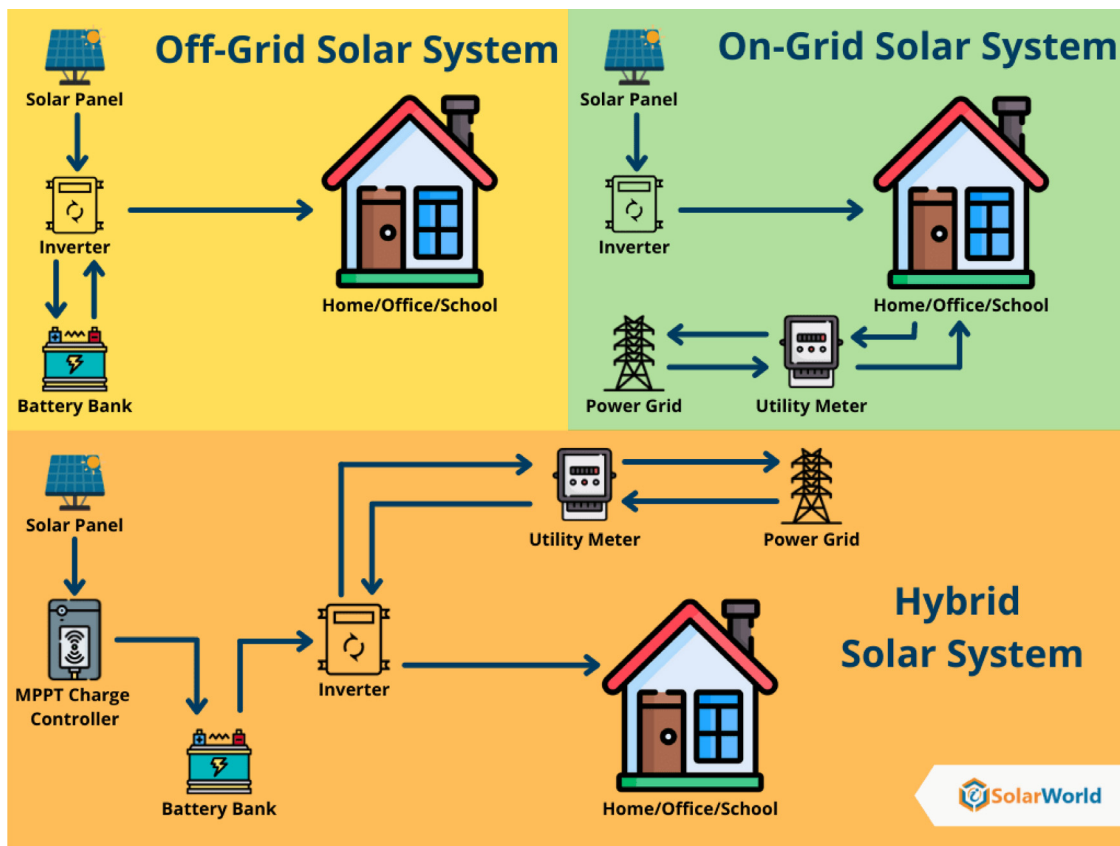 Off-Grid Solar System
Solar Panel
Inverter
Home/Office/School
Battery Bank
On-Grid Solar System
Solar Panel
Inverter
Home/Office/School
Power Grid
Utility Meter
Solar Panel
Utility Meter
Power Grid
Hybrid
Solar System
MPPT Charge
Controller
Inverter
Battery Bank
Home/Office/School
i SolarWorld